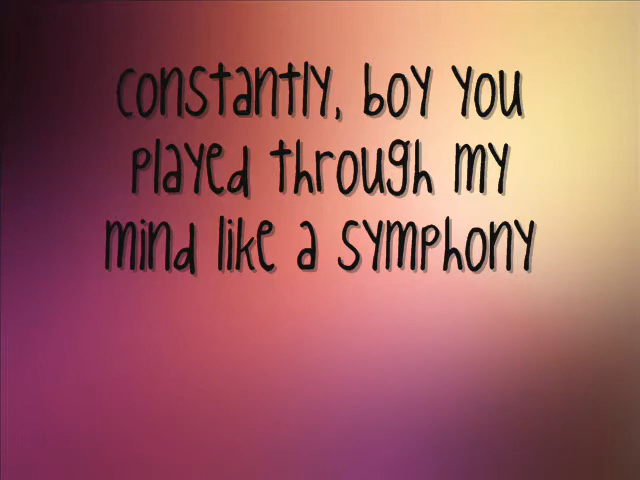 constantly, boy you
played through my
mind like a symphony